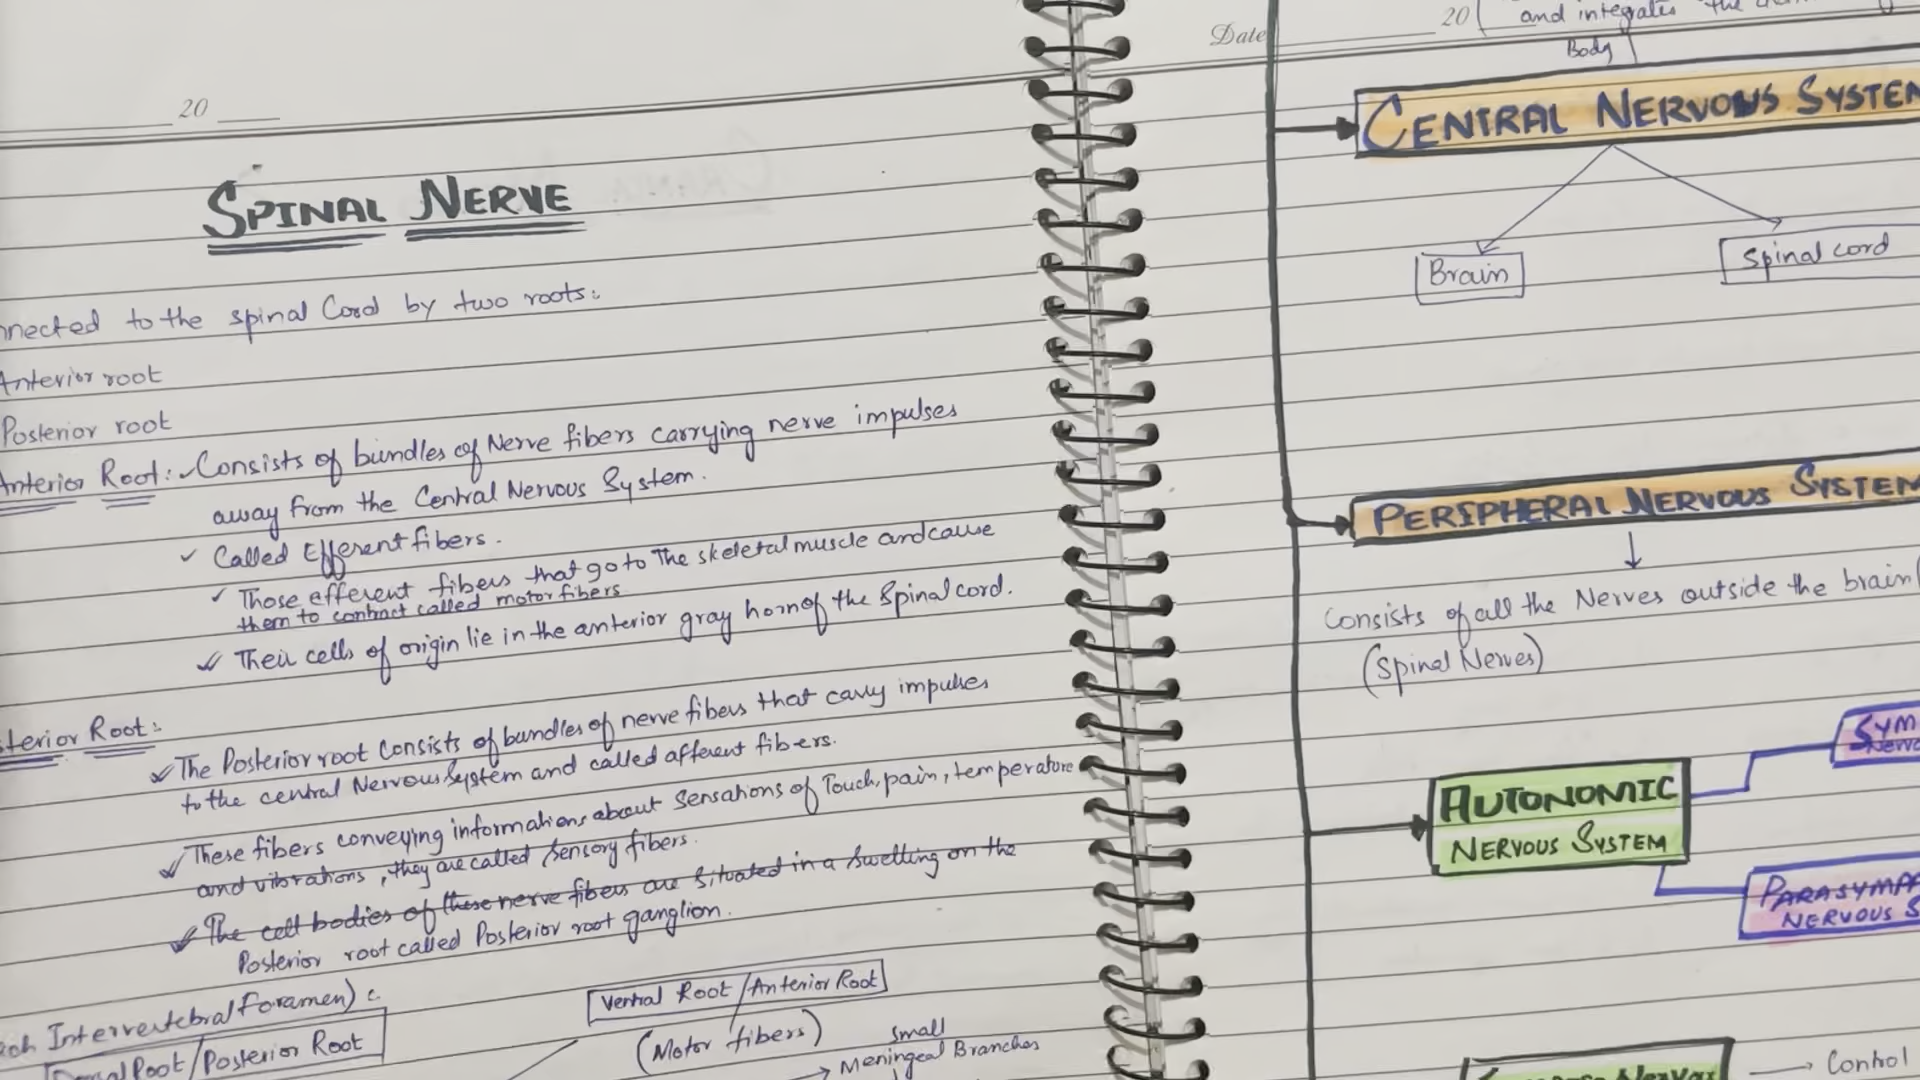 20
SPINAL NERVE
nnected to the spinal Cord by two roots:
Anterior root
Posterior root
Anterior Root: Consists of bundles of Nerve fibers carrying nerve impulses
away from the Central Nervous System.
✓ Called Efferent fibers.
✓ Those efferent fibers that go to The skeletal muscle and cause
them to contract called motor fibers
✓ Their cells of origin lie in the anterior gray horn of the Spinal cord.
terior Root:
✓ The Posterior root Consists of bundles of nerve fibers that carry impulses
to the central Nervous System and called afferent fibers.
✓ These fibers conveying informations about Sensations of Touch, pain, temperature
and vibrations, they are called Sensory fibers.
✓ The cell bodies of these nerve fibers are Situated in a Swelling on the
Posterior root called Posterior root ganglion.
Intervertebral Foramen)
Root/Posterior Root
Ventral Root/Anterior Root
(Motor fibers)
Small
Meningeal Branches
Date
20
and integrates the
Body
CENTRAL NERVOUS SYSTEM
Brain
Spinal cord
PERIPHERAL NERVOUS SYSTEM
Consists of all the Nerves outside the brain
(Spinal Nerves)
SYM
AUTONOMIC
NERVOUS SYSTEM
PARASYMPA
NERVOUS S
Control